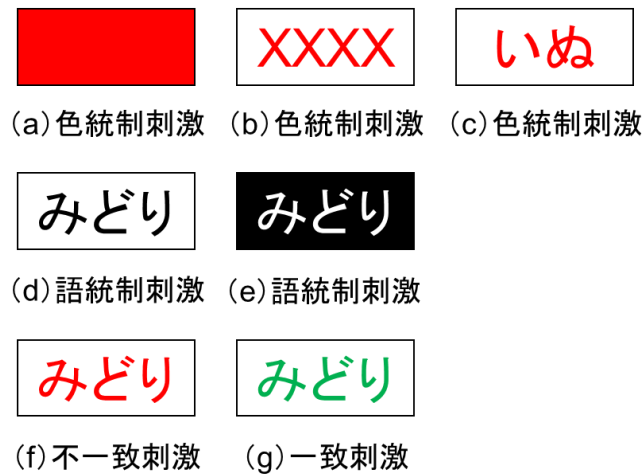 XXXX いぬ
(a)色統制刺激 (b)色統制刺激 (c)色統制刺激
みどり みどり
(d)語統制刺激 (e)語統制刺激
みどり みどり
(f)不一致刺激 (g)一致刺激